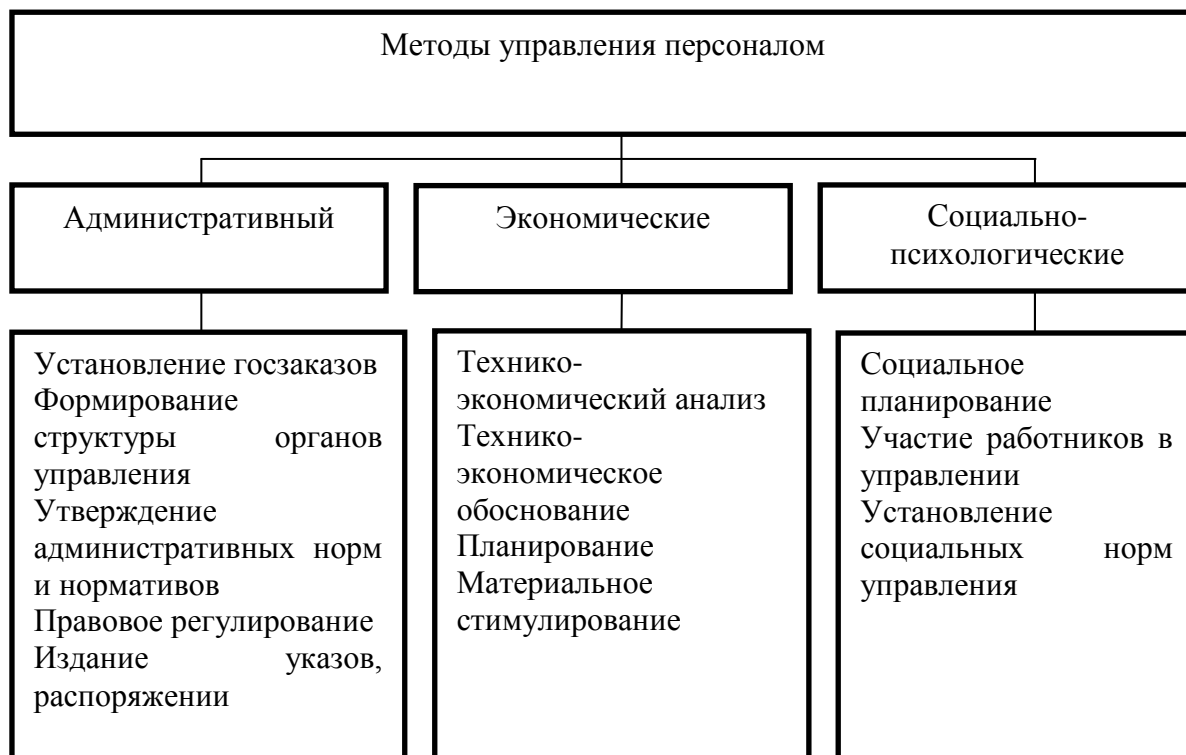 Методы управления персоналом
Административный
Экономические
Социально-
психологические
Установление госзаказов
Формирование
структуры органов
управления
Утверждение
административных норм
и нормативов
Правовое регулирование
Издание указов,
распоряжении
Технико-
экономический анализ
Технико-
экономическое
обоснование
Планирование
Материальное
стимулирование
Социальное
планирование
Участие работников в
управлении
Установление
социальных норм
управления